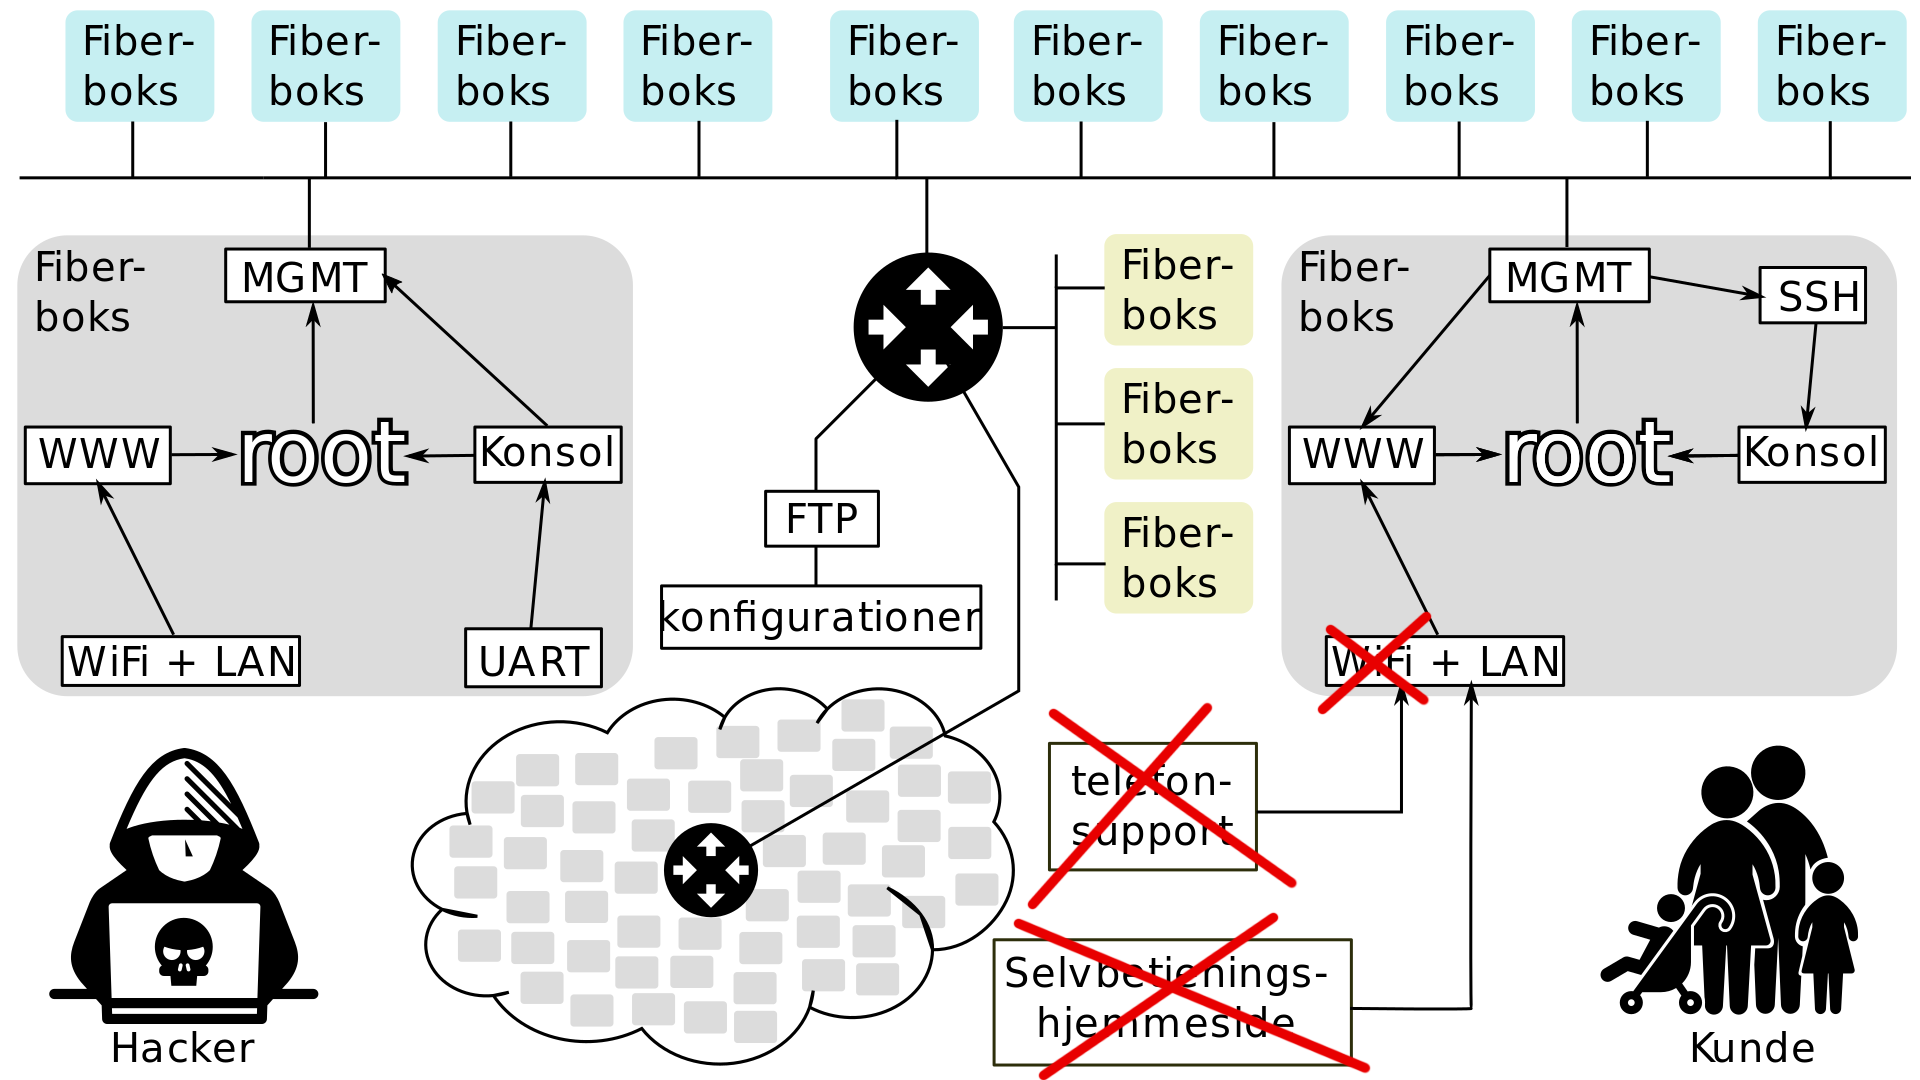 Fiber-
boks
Fiber-
boks
Fiber-
boks
Fiber-
boks
Fiber-
boks
Fiber-
boks
Fiber-
boks
Fiber-
boks
Fiber-
boks
Fiber-
boks
Fiber-
boks
MGMT
WWW
root
Konsol
WiFi + LAN
UART
FTP
konfigurationer
Fiber-
boks
Fiber-
boks
Fiber-
boks
Fiber-
boks
MGMT
SSH
WWW
root
Konsol
WiFi + LAN
telefon-
support
Selvbetjenings-
hjemmeside
Hacker
Kunde